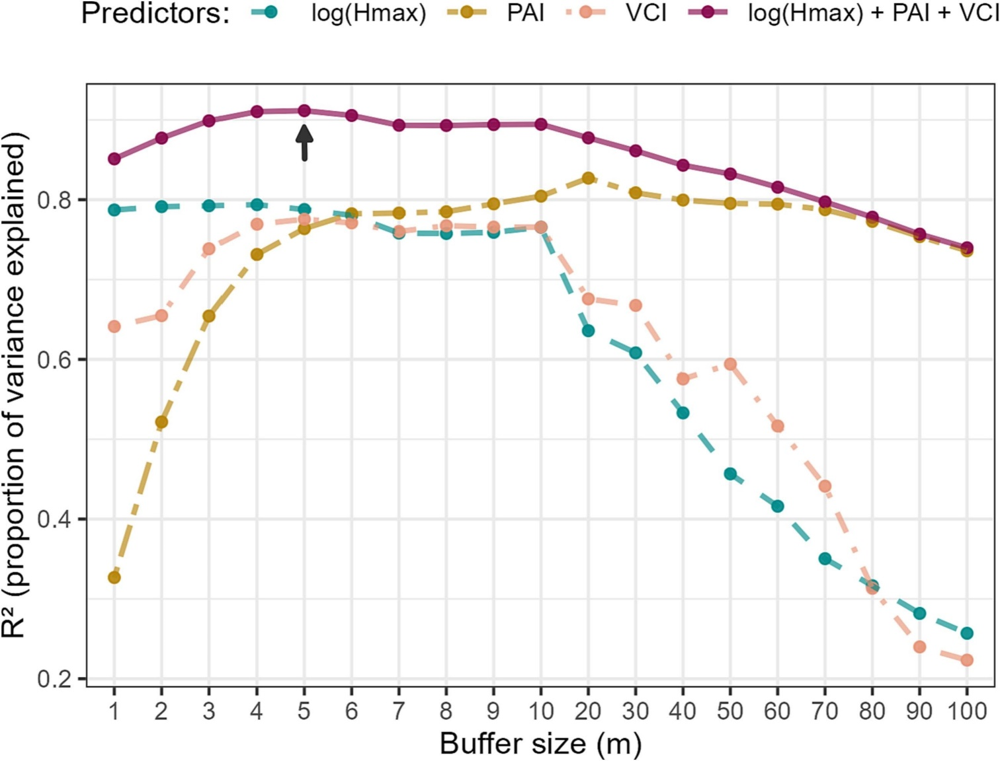 Predictors: log(Hmax) PAI VCI log(Hmax) + PAI + VCI
R² (proportion of variance explained)
0.8
0.6
0.4
0.2
1 2 3 4 5 6 7 8 9 10 20 30 40 50 60 70 80 90 100
Buffer size (m)